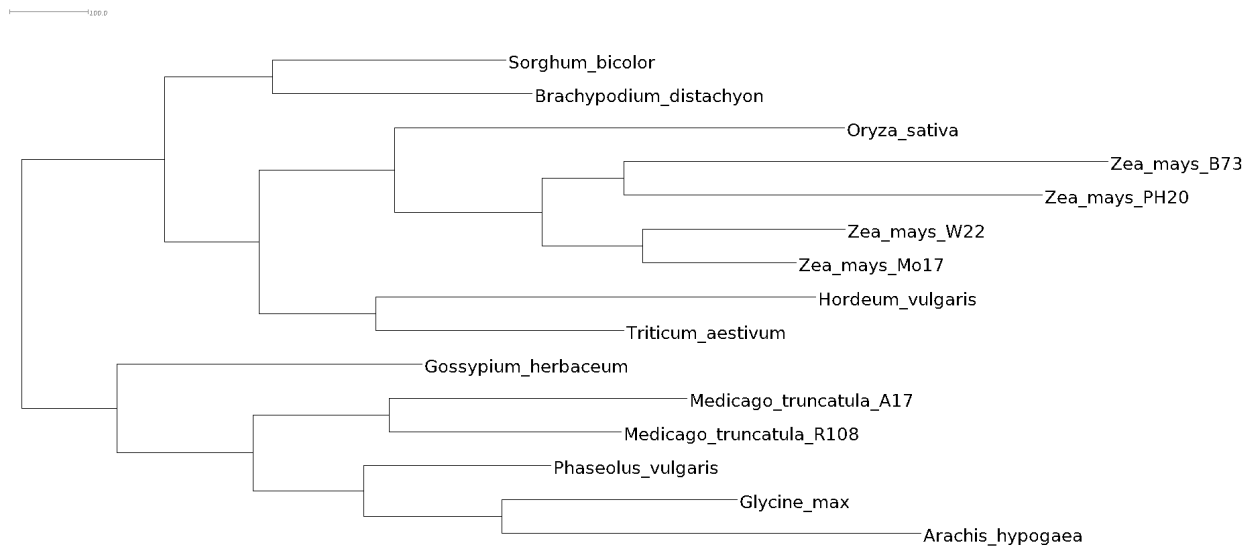 100.0
Sorghum_bicolor
Brachypodium_distachyon
Oryza_sativa
Zea_mays_B73
Zea_mays_PH20
Zea_mays_W22
Zea_mays_Mo17
Hordeum_vulgaris
Triticum_aestivum
Gossypium_herbaceum
Medicago_truncatula_A17
Medicago_truncatula_R108
Phaseolus_vulgaris
Glycine_max
Arachis_hypogaea